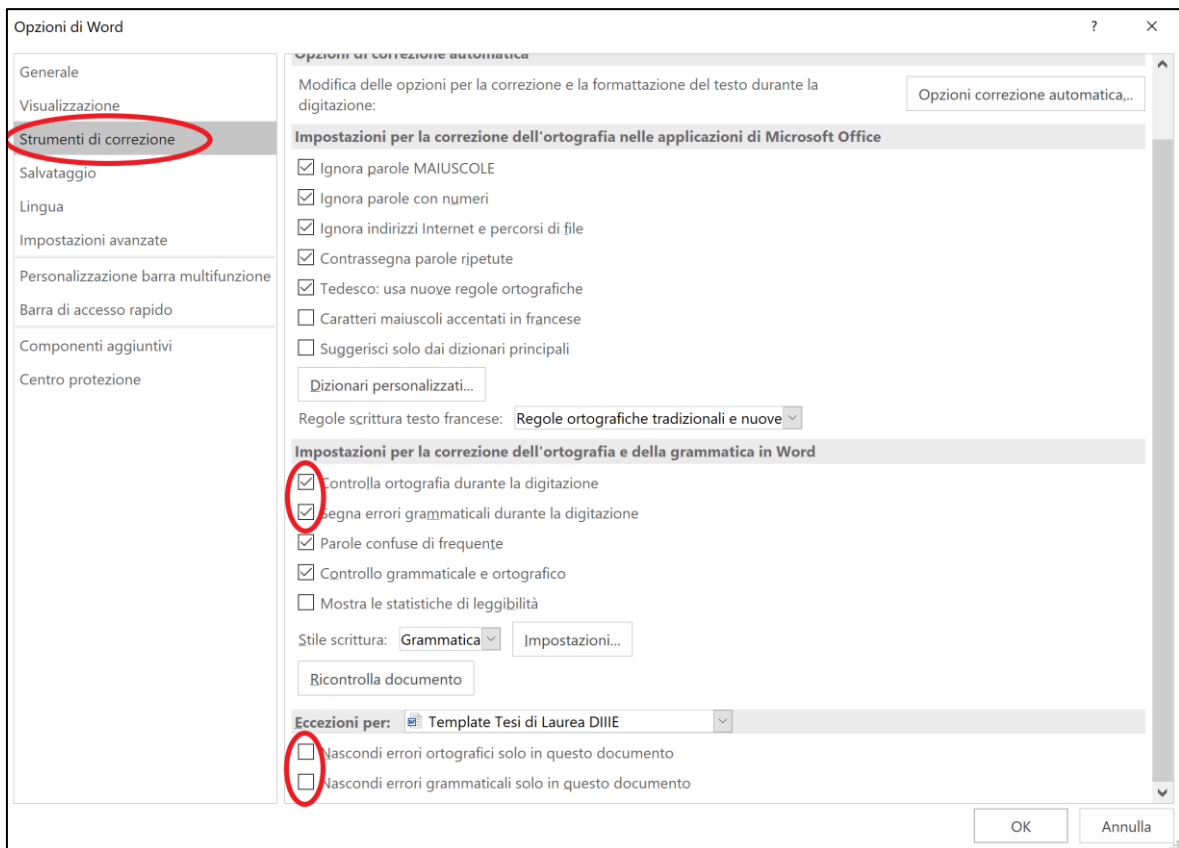 Opzioni di Word
?
Generale
Visualizzazione
Strumenti di correzione
Salvataggio
Lingua
Impostazioni avanzate
Personalizzazione barra multifunzione
Barra di accesso rapido
Componenti aggiuntivi
Centro protezione
Opzioni di correzione automatica
Modifica delle opzioni per la correzione e la formattazione del testo durante la
digitazione:
Opzioni correzione automatica...
Impostazioni per la correzione dell'ortografia nelle applicazioni di Microsoft Office
Ignora parole MAIUSCOLE
Ignora parole con numeri
Ignora indirizzi Internet e percorsi di file
Contrassegna parole ripetute
Tedesco: usa nuove regole ortografiche
Caratteri maiuscoli accentati in francese
Suggerisci solo dai dizionari principali
Dizionari personalizzati...
Regole scrittura testo francese: Regole ortografiche tradizionali e nuove
Impostazioni per la correzione dell'ortografia e della grammatica in Word
Controlla ortografia durante la digitazione
Segna errori grammaticali durante la digitazione
Parole confuse di frequente
Controllo grammaticale e ortografico
Mostra le statistiche di leggibilità
Stile scrittura: Grammatica Impostazioni...
Ricontrolla documento
Eccezioni per: Template Tesi di Laurea DIIIE
Nascondi errori ortografici solo in questo documento
Nascondi errori grammaticali solo in questo documento
OK Annulla